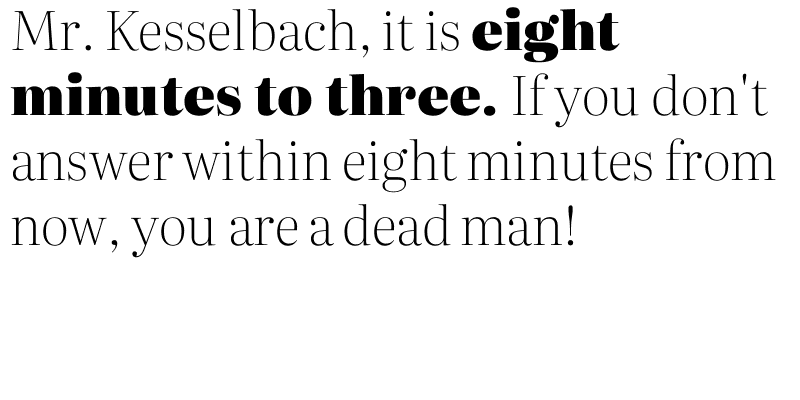 Mr. Kesselbach, it is eight
minutes to three. If you don't
answer within eight minutes from
now, you are a dead man!